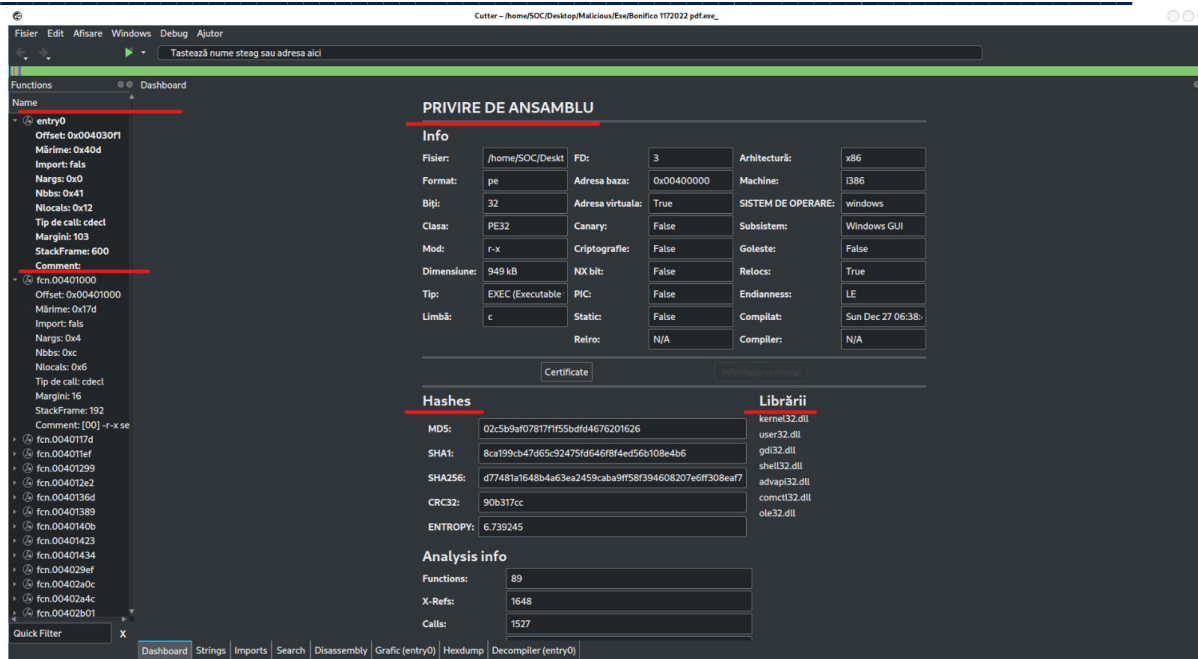 Cutter – /home/SOC/Desktop/Malicious/Exe/Bonifico 1172022 pdf.exe_
Fisier Edit Afisare Windows Debug Ajutor
Tastează nume steag sau adresa aici
Functions
Dashboard
Name
entry0
Offset: 0x004030f1
Mărime: 0x40d
Import: fals
Nargs: 0x0
Nbbs: 0x41
Nlocals: 0x12
Tip de call: cdecl
Margini: 103
StackFrame: 600
Comment:
fcn.00401000
Offset: 0x00401000
Mărime: 0x17d
Import: fals
Nargs: 0x4
Nbbs: 0xc
Nlocals: 0x6
Tip de call: cdecl
Margini: 16
StackFrame: 192
Comment: [00] -r-x se
fcn.0040117d
fcn.004011ef
fcn.00401299
fcn.004012e2
fcn.0040136d
fcn.00401389
fcn.0040140b
fcn.00401423
fcn.00401434
fcn.004029ef
fcn.00402a0c
fcn.00402a4c
fcn.00402b01
Quick Filter X
PRIVIRE DE ANSAMBLU
Info
Fisier: /home/SOC/Deskt FD: 3 Arhitectură: x86
Format: pe Adresa baza: 0x00400000 Machine: i386
Biți: 32 Adresa virtuala: True SISTEM DE OPERARE: windows
Clasa: PE32 Canary: False Subsistem: Windows GUI
Mod: r-x Criptografie: False Goleste: False
Dimensiune: 949 kB NX bit: False Relocs: True
Tip: EXEC (Executable PIC: False Endianness: LE
Limbă: c Static: False Compilat: Sun Dec 27 06:38:
Relro: N/A Compiler: N/A
Certificate Informații versiune
Hashes
MD5: 02c5b9af07817f1f55bdfd4676201626
SHA1: 8ca199cb47d65c92475fd646f8f4ed56b108e4b6
SHA256: d77481a1648b4a63ea2459caba9ff58f394608207e6ff308eaf7
CRC32: 90b317cc
ENTROPY: 6.739245
Librării
kernel32.dll
user32.dll
gdi32.dll
shell32.dll
advapi32.dll
comctl32.dll
ole32.dll
Analysis info
Functions: 89
X-Refs: 1648
Calls: 1527
Dashboard Strings Imports Search Disassembly Grafic (entry0) Hexdump Decompiler (entry0)